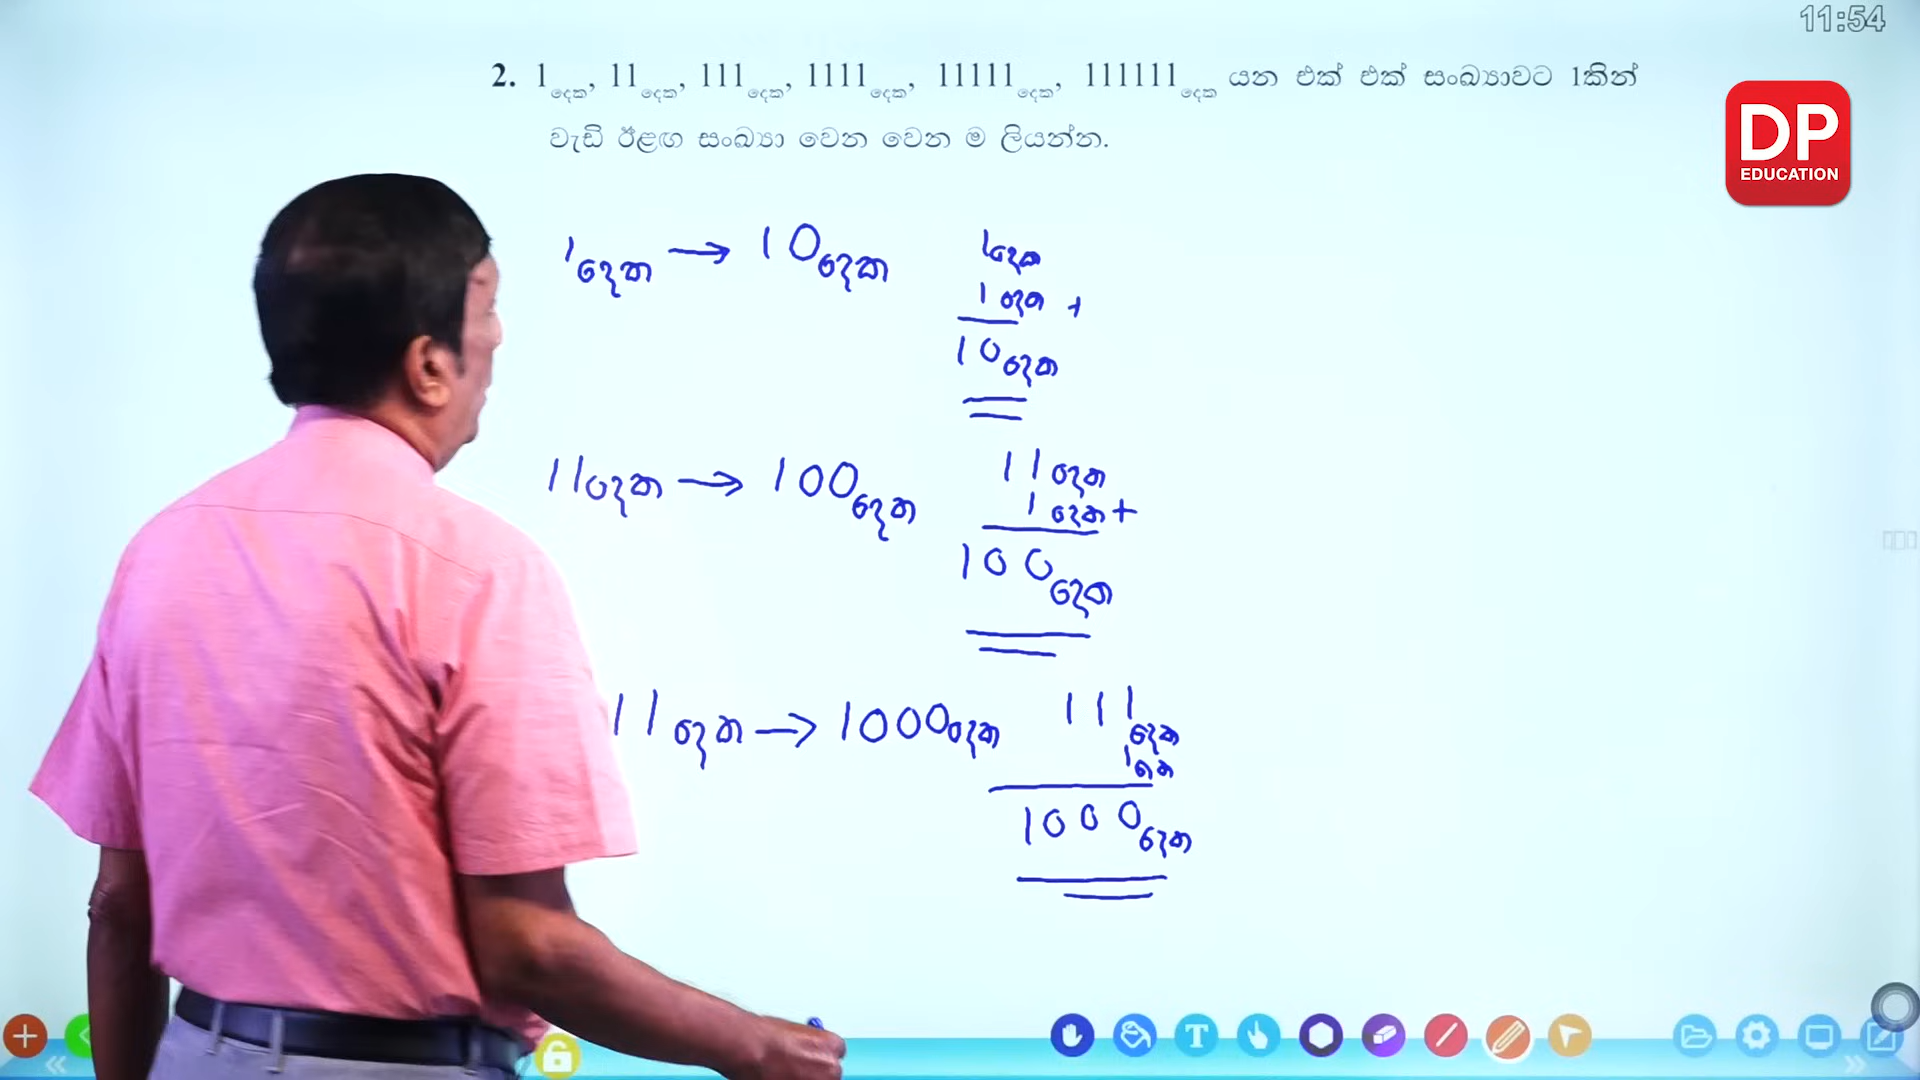 11:54
2. 1දෙක, 11දෙක, 111දෙක, 1111දෙක, 11111දෙක, 111111දෙක යන එක් එක් සංඛ්‍යාවට 1කින්
වැඩි ඊළඟ සංඛ්‍යා වෙන වෙන ම ලියන්න.
DP
EDUCATION
1දෙක → 10දෙක
1දෙක
1දෙක +
10දෙක
11දෙක → 100දෙක
11දෙක
1දෙක +
100දෙක
11දෙක → 1000දෙක
111දෙක
1දෙක
1000දෙක